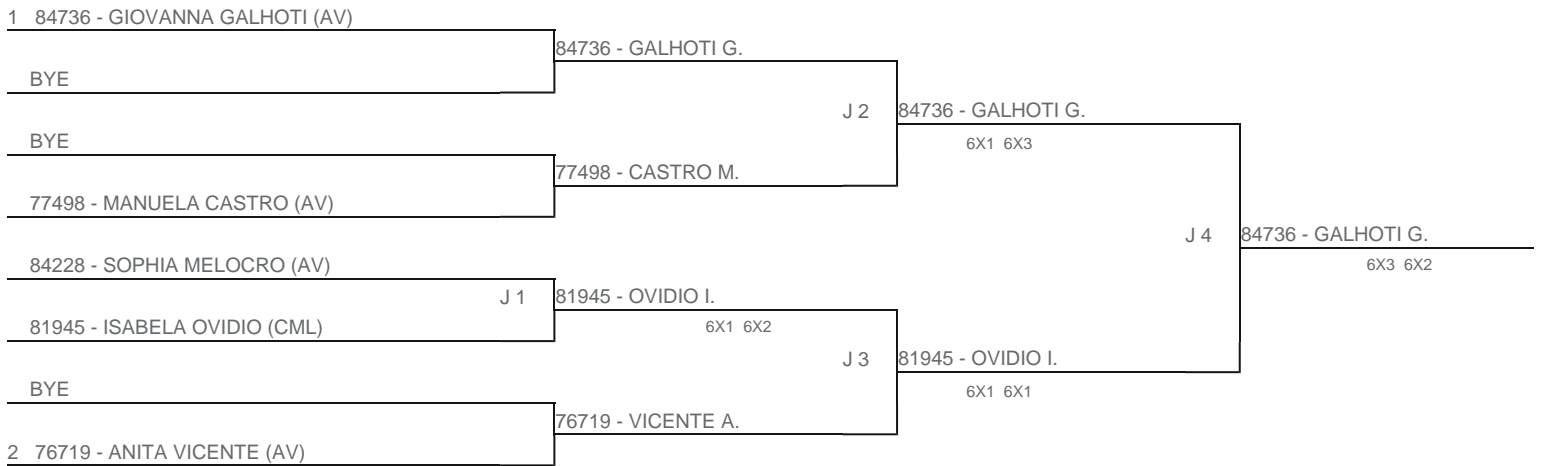 1 84736 - GIOVANNA GALHOTI (AV)
84736 - GALHOTI G.
BYE
J 2
84736 - GALHOTI G.
BYE
6X1 6X3
77498 - CASTRO M.
77498 - MANUELA CASTRO (AV)
J 4
84736 - GALHOTI G.
84228 - SOPHIA MELOCRO (AV)
6X3 6X2
J 1
81945 - OVIDIO I.
81945 - ISABELA OVIDIO (CML)
6X1 6X2
J 3
81945 - OVIDIO I.
BYE
6X1 6X1
76719 - VICENTE A.
2 76719 - ANITA VICENTE (AV)